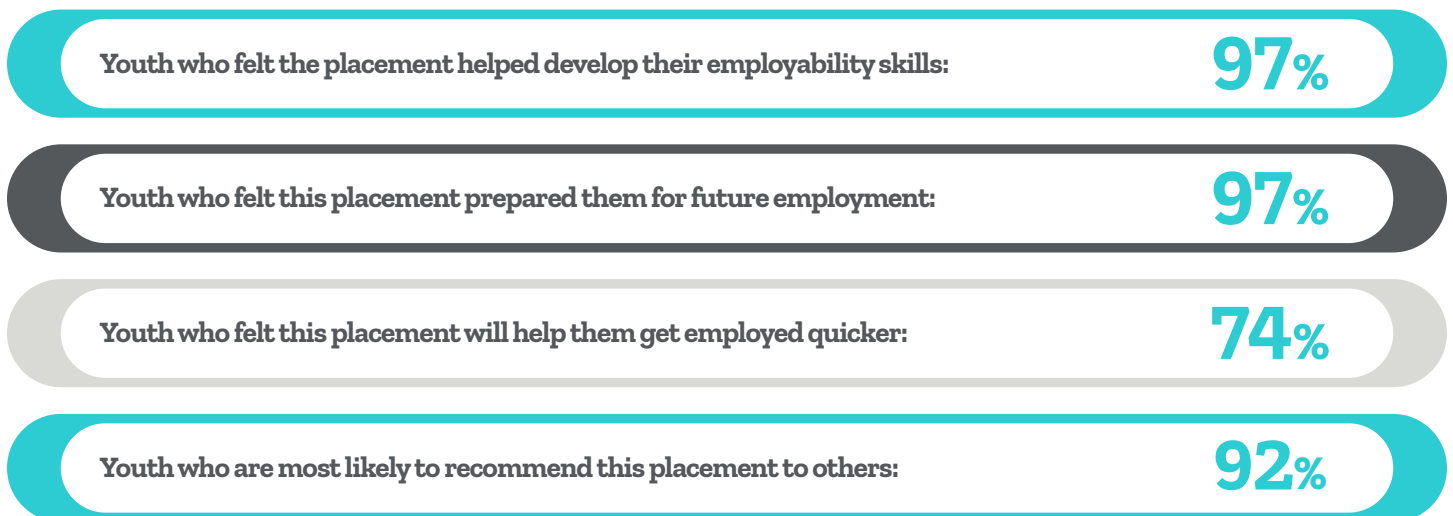 Youth who felt the placement helped develop their employability skills: 97%
Youth who felt this placement prepared them for future employment: 97%
Youth who felt this placement will help them get employed quicker: 74%
Youth who are most likely to recommend this placement to others: 92%